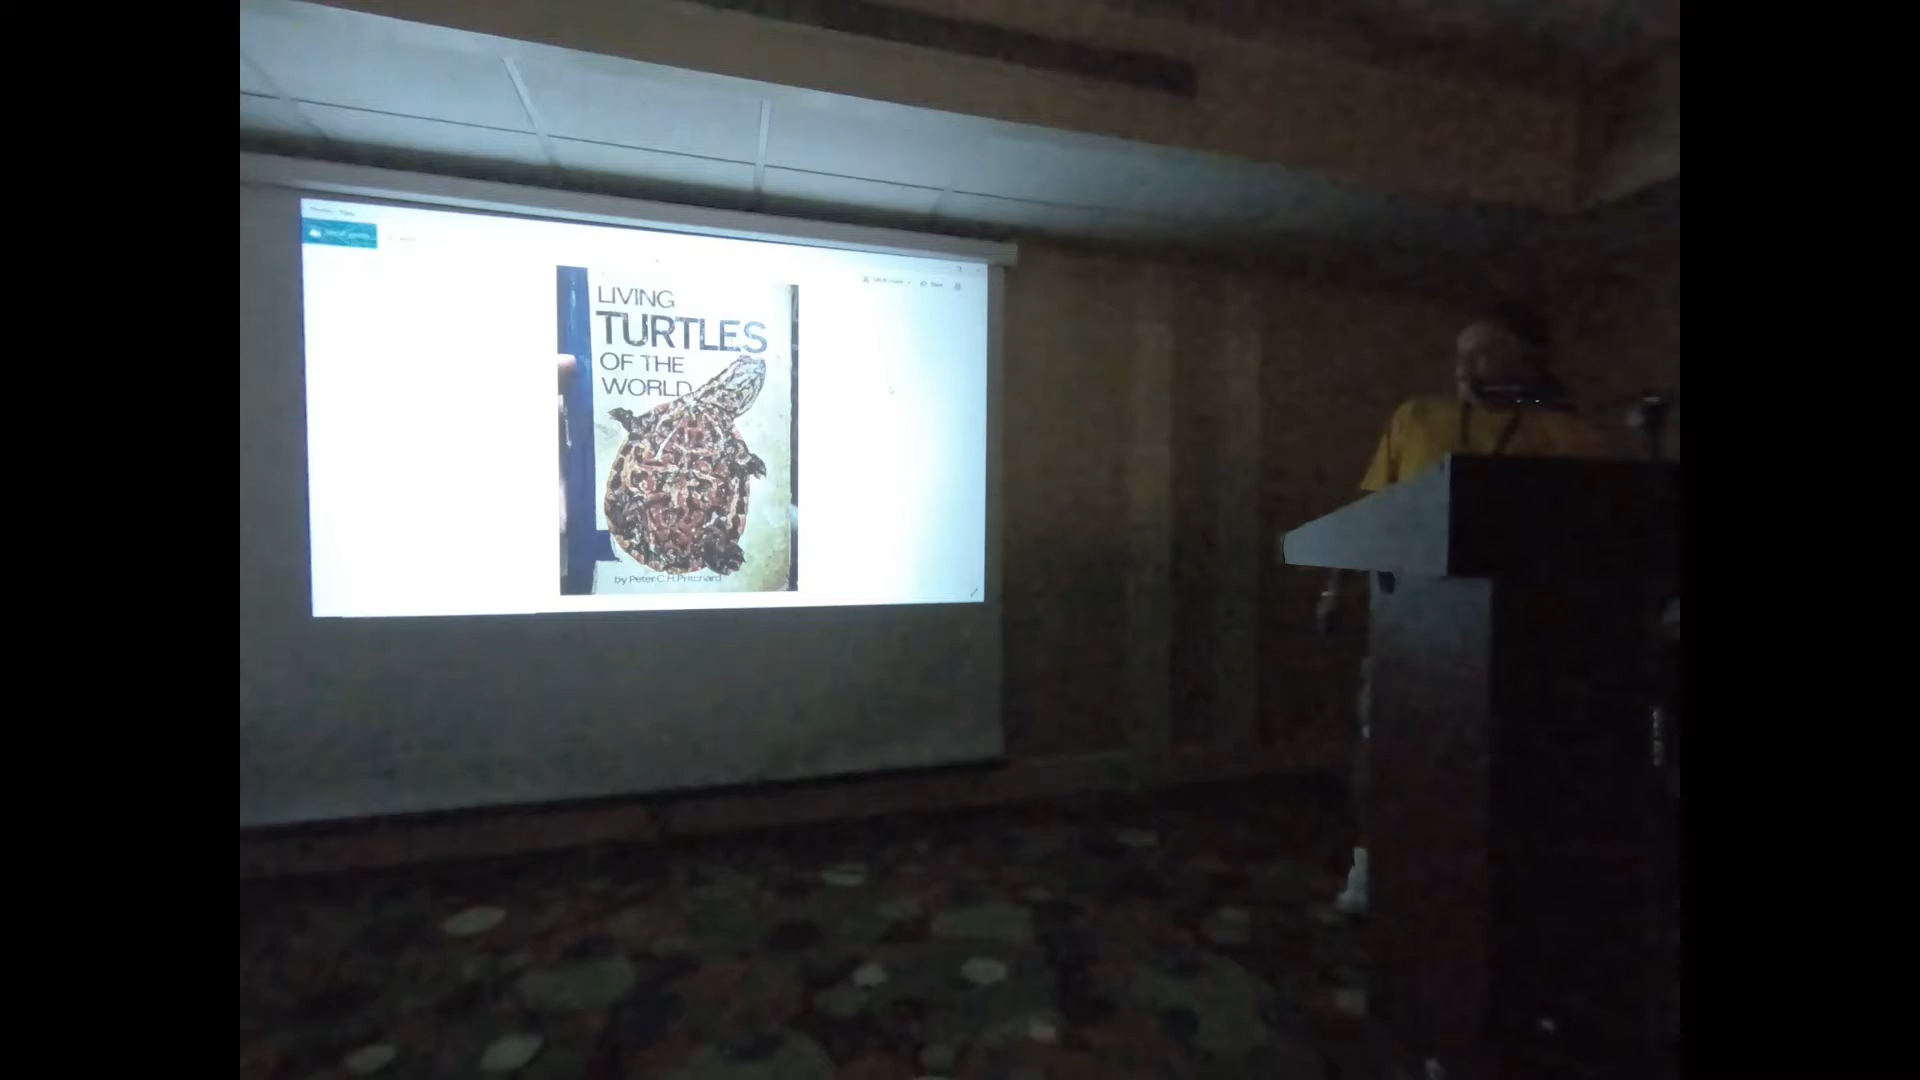 LIVING
TURTLES
OF THE
WORLD
by Peter C.H. Pritchard